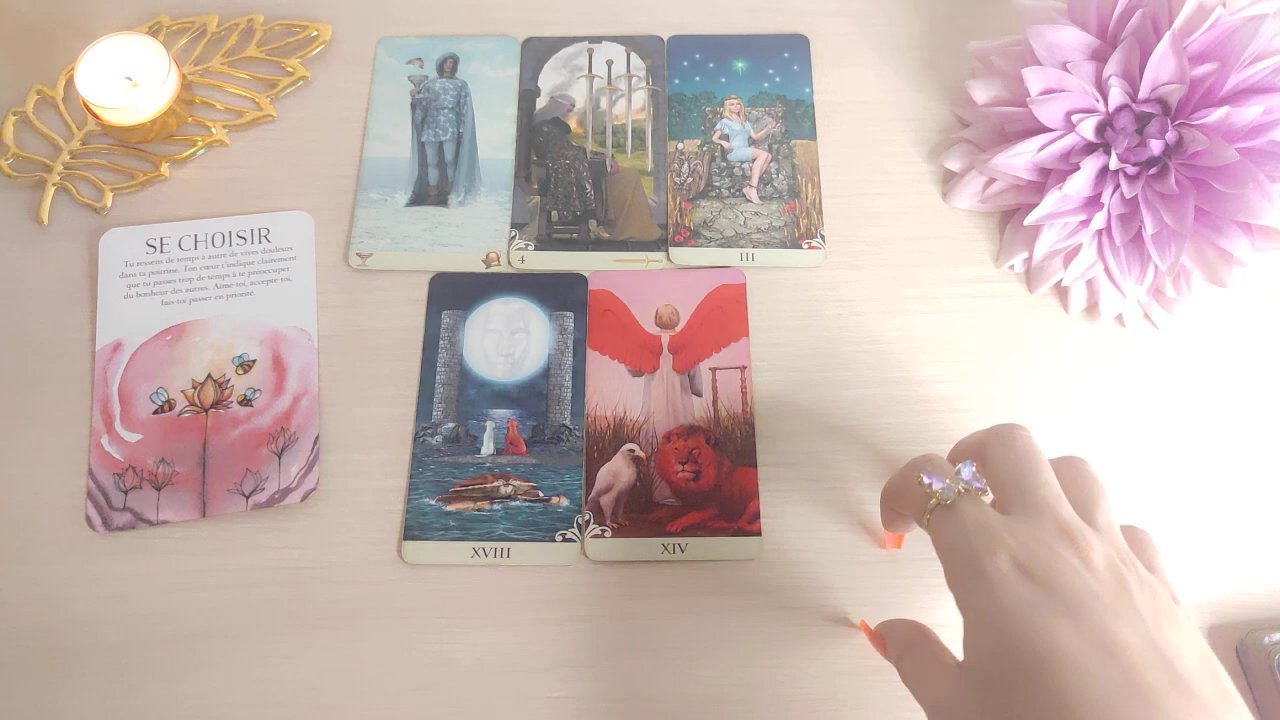 SE CHOISIR
Tu ressens de temps à autre de vives douleurs
dans ta poitrine. Ton cœur t'indique clairement
que tu passes trop de temps à te préoccuper
du bonheur des autres. Aime-toi, accepte-toi,
fais-toi passer en priorité.
4
III
XVIII
XIV